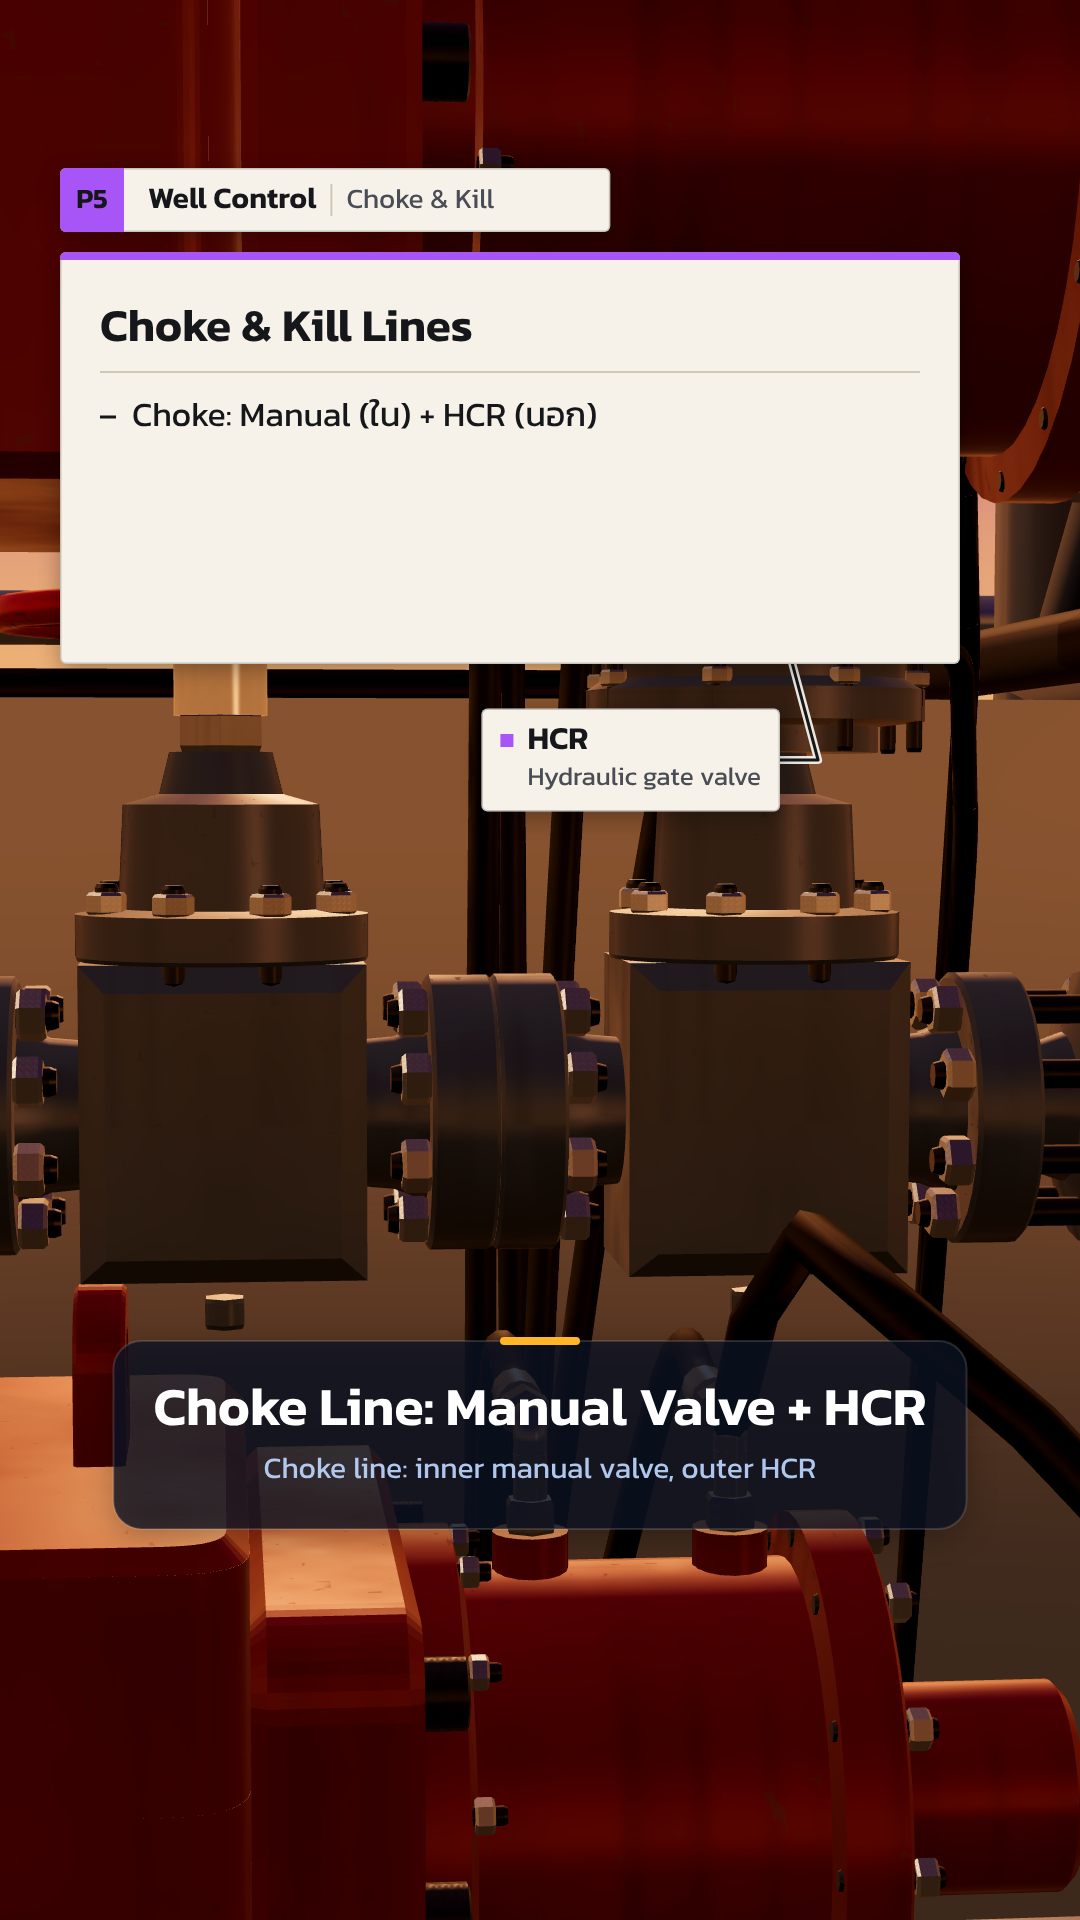 P5 Well Control Choke & Kill
Choke & Kill Lines
– Choke: Manual (ใน) + HCR (นอก)
HCR
Hydraulic gate valve
Choke Line: Manual Valve + HCR
Choke line: inner manual valve, outer HCR